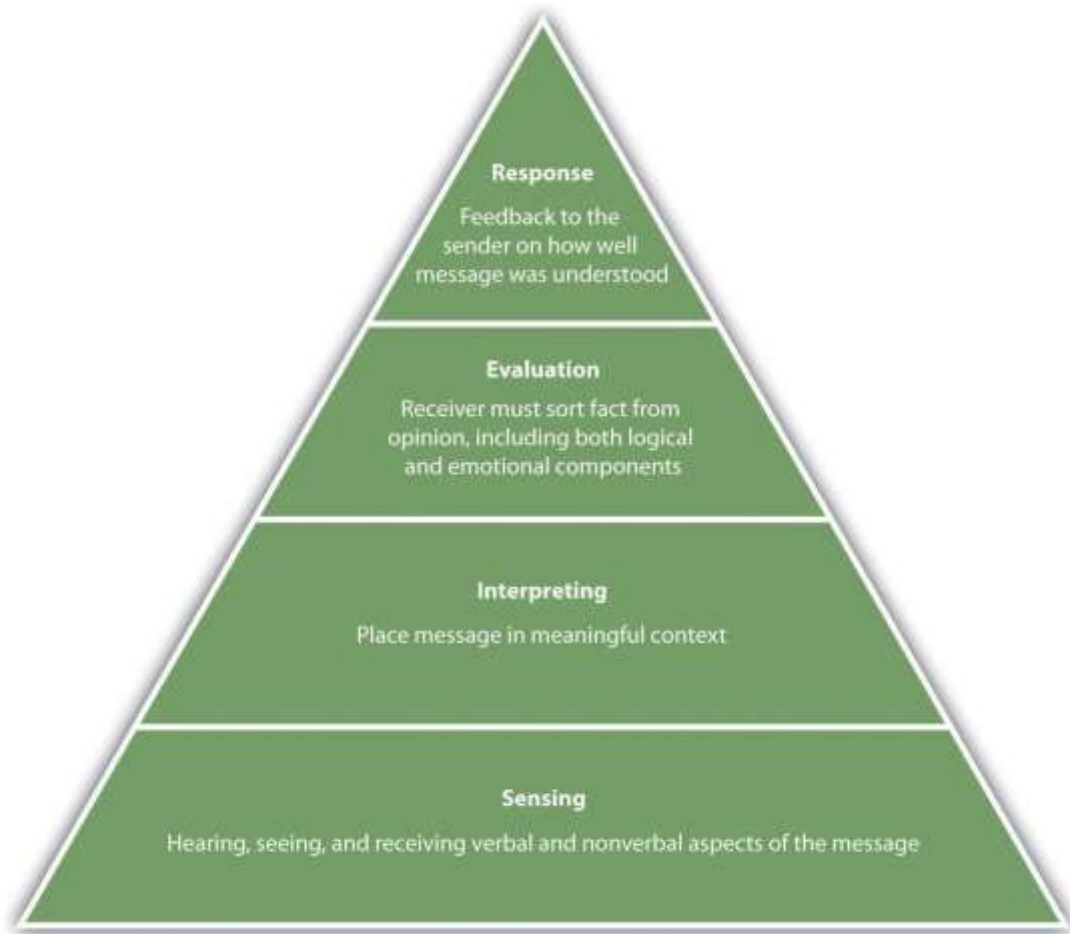 Response
Feedback to the
sender on how well
message was understood
Evaluation
Receiver must sort fact from
opinion, including both logical
and emotional components
Interpreting
Place message in meaningful context
Sensing
Hearing, seeing, and receiving verbal and nonverbal aspects of the message